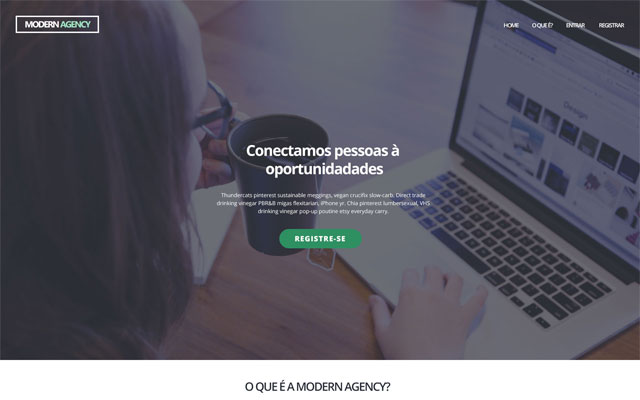 MODERN AGENCY
HOME O QUE É? ENTRAR REGISTRAR
Conectamos pessoas à
oportunidadades
Thundercats pinterest sustainable meggings, vegan crucifix slow-carb. Direct trade
drinking vinegar PBR&B migas flexitarian, iPhone yr. Chia pinterest lumbersexual, VHS
drinking vinegar pop-up poutine etsy everyday carry.
REGISTRE-SE
Design
O QUE É A MODERN AGENCY?